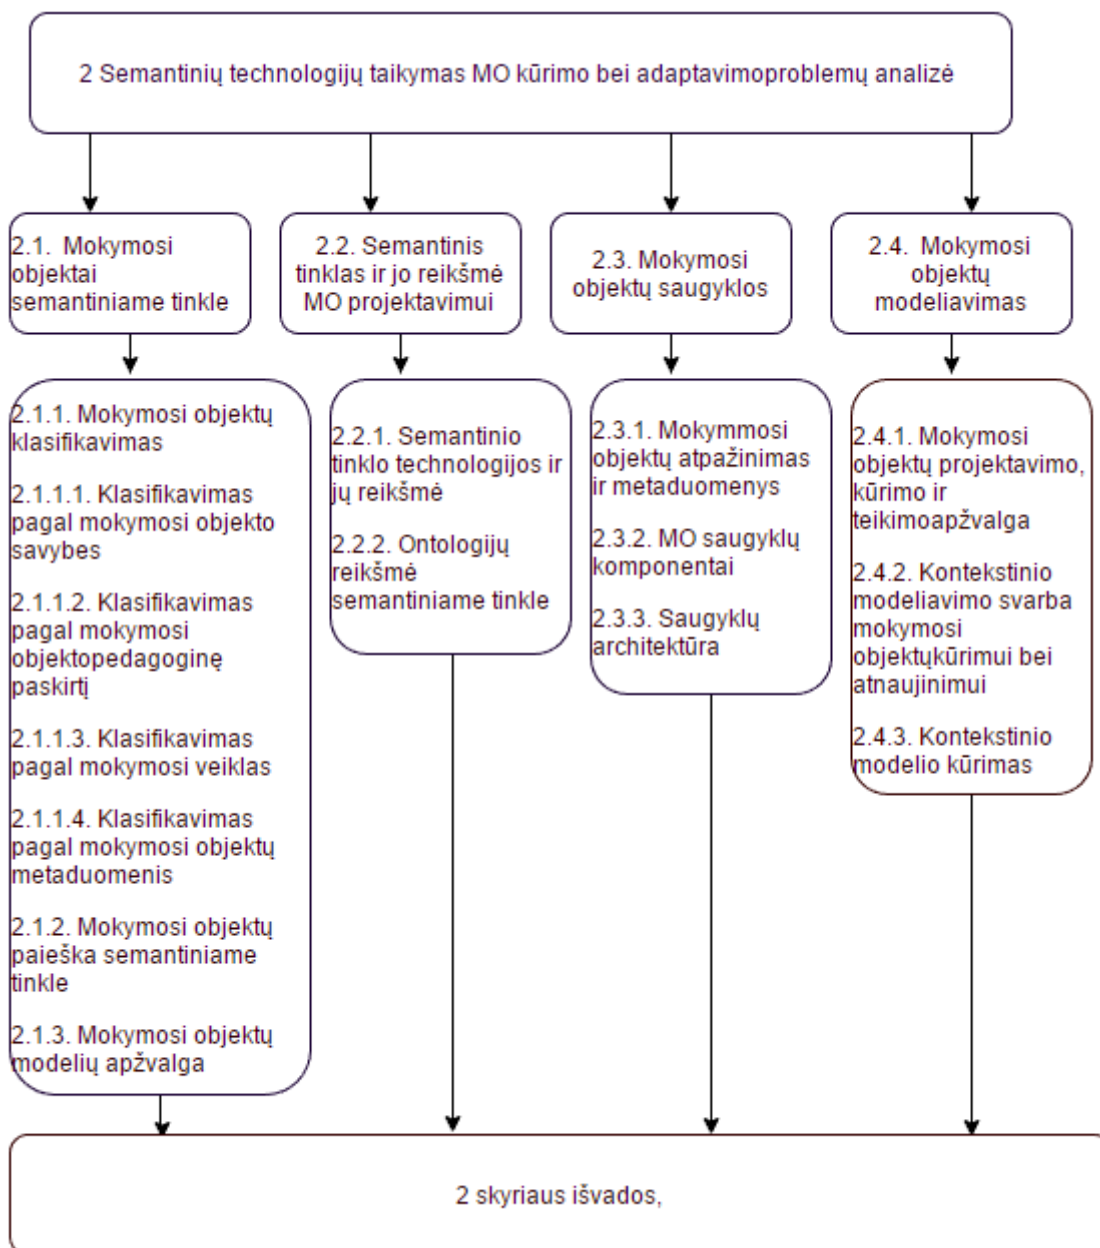 2 Semantinių technologijų taikymas MO kūrimo bei adaptavimoproblemų analizė
2.1. Mokymosi
objektai
semantiniame tinkle
2.2. Semantinis
tinklas ir jo reikšmė
MO projektavimui
2.3. Mokymosi
objektų saugyklos
2.4. Mokymosi
objektų
modeliavimas
2.1.1. Mokymosi objektų
klasifikavimas
2.1.1.1. Klasifikavimas
pagal mokymosi objekto
savybes
2.1.1.2. Klasifikavimas
pagal mokymosi
objektopedagoginę
paskirtį
2.1.1.3. Klasifikavimas
pagal mokymosi veiklas
2.1.1.4. Klasifikavimas
pagal mokymosi objektų
metaduomenis
2.1.2. Mokymosi objektų
paieška semantiniame
tinkle
2.1.3. Mokymosi objektų
modelių apžvalga
2.2.1. Semantinio
tinklo technologijos ir
jų reikšmė
2.2.2. Ontologijų
reikšmė
semantiniame tinkle
2.3.1. Mokymmosi
objektų atpažinimas
ir metaduomenys
2.3.2. MO saugyklų
komponentai
2.3.3. Saugyklų
architektūra
2.4.1. Mokymosi
objektų projektavimo,
kūrimo ir
teikimoapžvalga
2.4.2. Kontekstinio
modeliavimo svarba
mokymosi
objektųkūrimui bei
atnaujinimui
2.4.3. Kontekstinio
modelio kūrimas
2 skyriaus išvados,